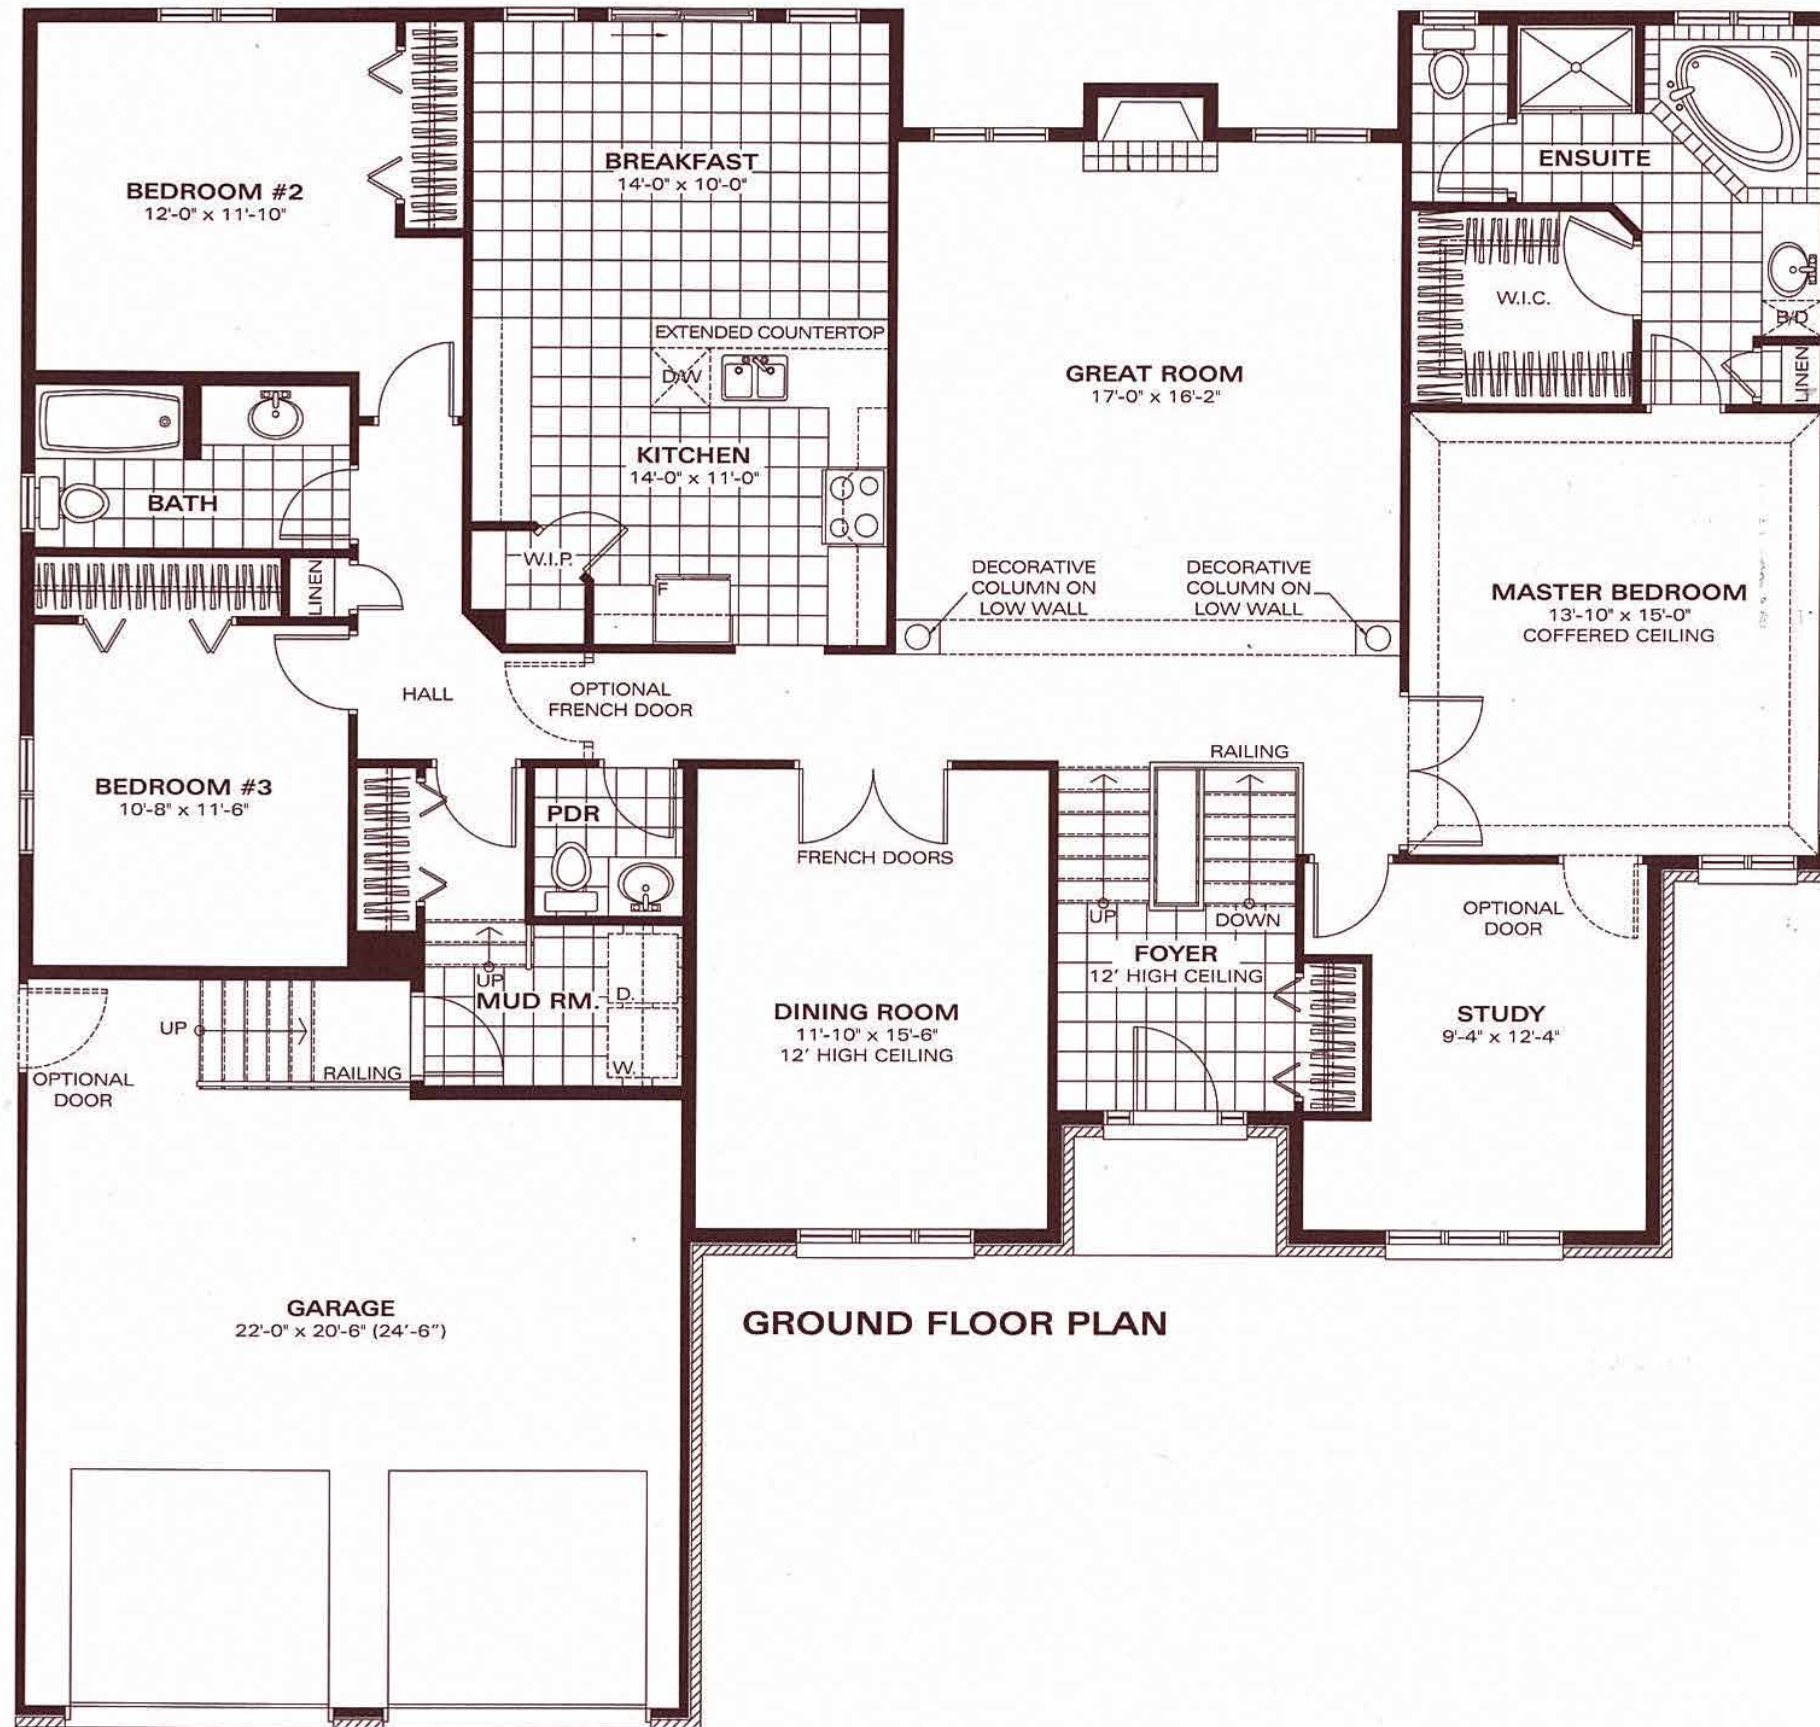 BEDROOM #2
12'-0" x 11'-10"
BREAKFAST
14'-0" x 10'-0"
ENSUITE
W.I.C.
B/D
LINEN
EXTENDED COUNTERTOP
D/W
GREAT ROOM
17'-0" x 16'-2"
KITCHEN
14'-0" x 11'-0"
BATH
W.I.P.
F
LINEN
DECORATIVE
COLUMN ON
LOW WALL
DECORATIVE
COLUMN ON
LOW WALL
MASTER BEDROOM
13'-10" x 15'-0"
COFFERED CEILING
HALL
OPTIONAL
FRENCH DOOR
RAILING
BEDROOM #3
10'-8" x 11'-6"
PDR
FRENCH DOORS
UP
DOWN
OPTIONAL
DOOR
FOYER
12' HIGH CEILING
UP
MUD RM.
D.
W.
DINING ROOM
11'-10" x 15'-6"
12' HIGH CEILING
STUDY
9'-4" x 12'-4"
UP
RAILING
OPTIONAL
DOOR
GARAGE
22'-0" x 20'-6" (24'-6")
GROUND FLOOR PLAN